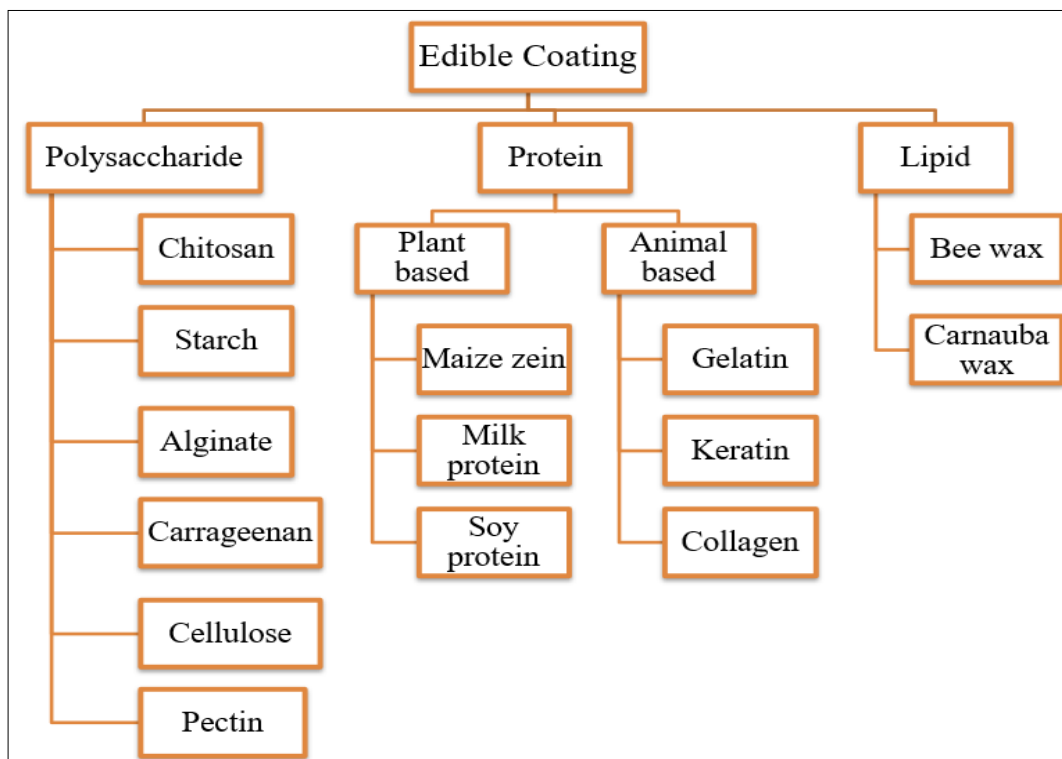 Edible Coating
Polysaccharide
Protein
Lipid
Chitosan
Starch
Alginate
Carrageenan
Cellulose
Pectin
Plant
based
Maize zein
Milk
protein
Soy
protein
Animal
based
Gelatin
Keratin
Collagen
Bee wax
Carnauba
wax